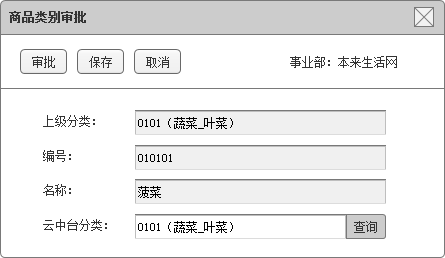 商品类别审批
审批 保存 取消 事业部：本来生活网
上级分类： 0101（蔬菜_叶菜）
编号： 010101
名称： 菠菜
云中台分类： 0101（蔬菜_叶菜） 查询